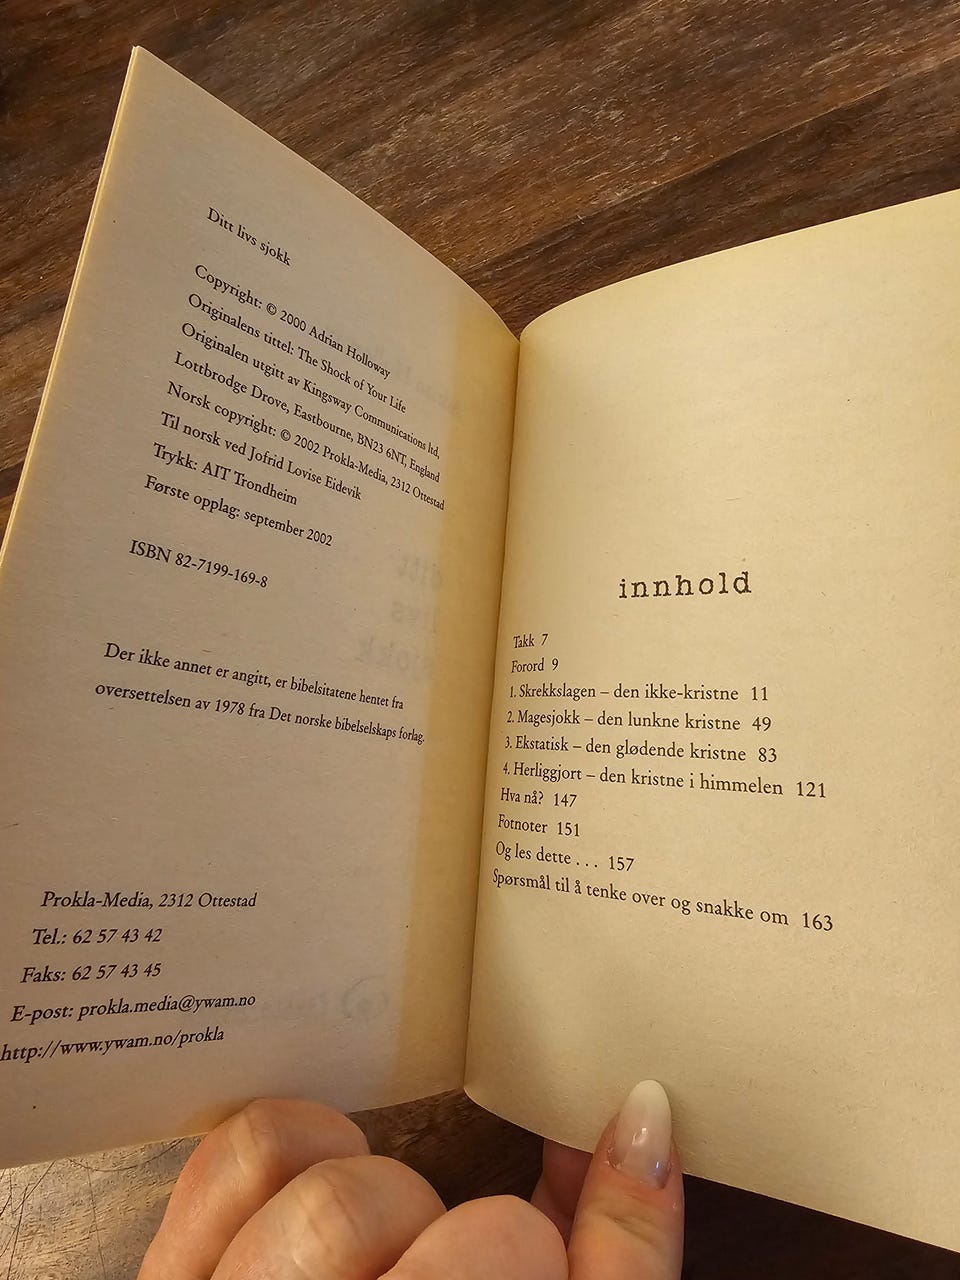 Ditt livs sjokk
Copyright: © 2000 Adrian Holloway
Originalens tittel: The Shock of Your Life
Originalen utgitt av Kingsway Communications ltd,
Lottbrodge Drove, Eastbourne, BN23 6NT, England
Norsk copyright: © 2002 Prokla-Media, 2312 Ottestad
Til norsk ved Jofrid Lovise Eidevik
Trykk: AIT Trondheim
Første opplag: september 2002
ISBN 82-7199-169-8
Der ikke annet er angitt, er bibelsitatene hentet fra
oversettelsen av 1978 fra Det norske bibelselskaps forlag.
Prokla-Media, 2312 Ottestad
Tel.: 62 57 43 42
Faks: 62 57 43 45
E-post: prokla.media@ywam.no
http://www.ywam.no/prokla
innhold
Takk 7
Forord 9
1. Skrekkslagen – den ikke-kristne 11
2. Magesjokk – den lunkne kristne 49
3. Ekstatisk – den glødende kristne 83
4. Herliggjort – den kristne i himmelen 121
Hva nå? 147
Fotnoter 151
Og les dette . . . 157
Spørsmål til å tenke over og snakke om 163